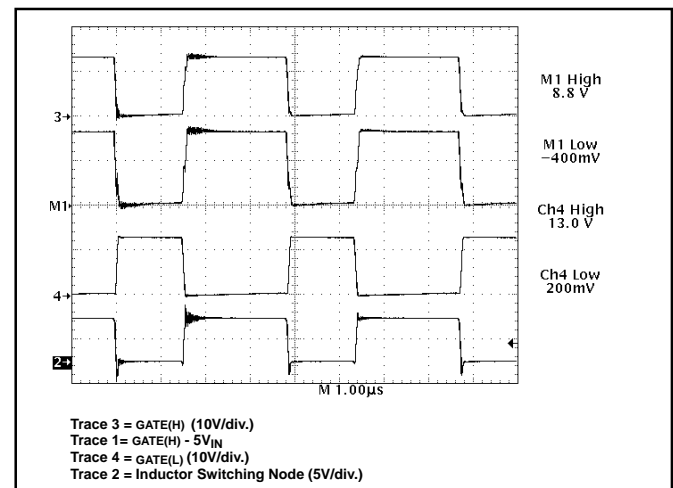 M1 High
8.8 V
3→
M1 Low
−400mV
M1
Ch4 High
13.0 V
Ch4 Low
200mV
4→
2→
M 1.00µs
Trace 3 = GATE(H) (10V/div.)
Trace 1= GATE(H) - 5VIN
Trace 4 = GATE(L) (10V/div.)
Trace 2 = Inductor Switching Node (5V/div.)